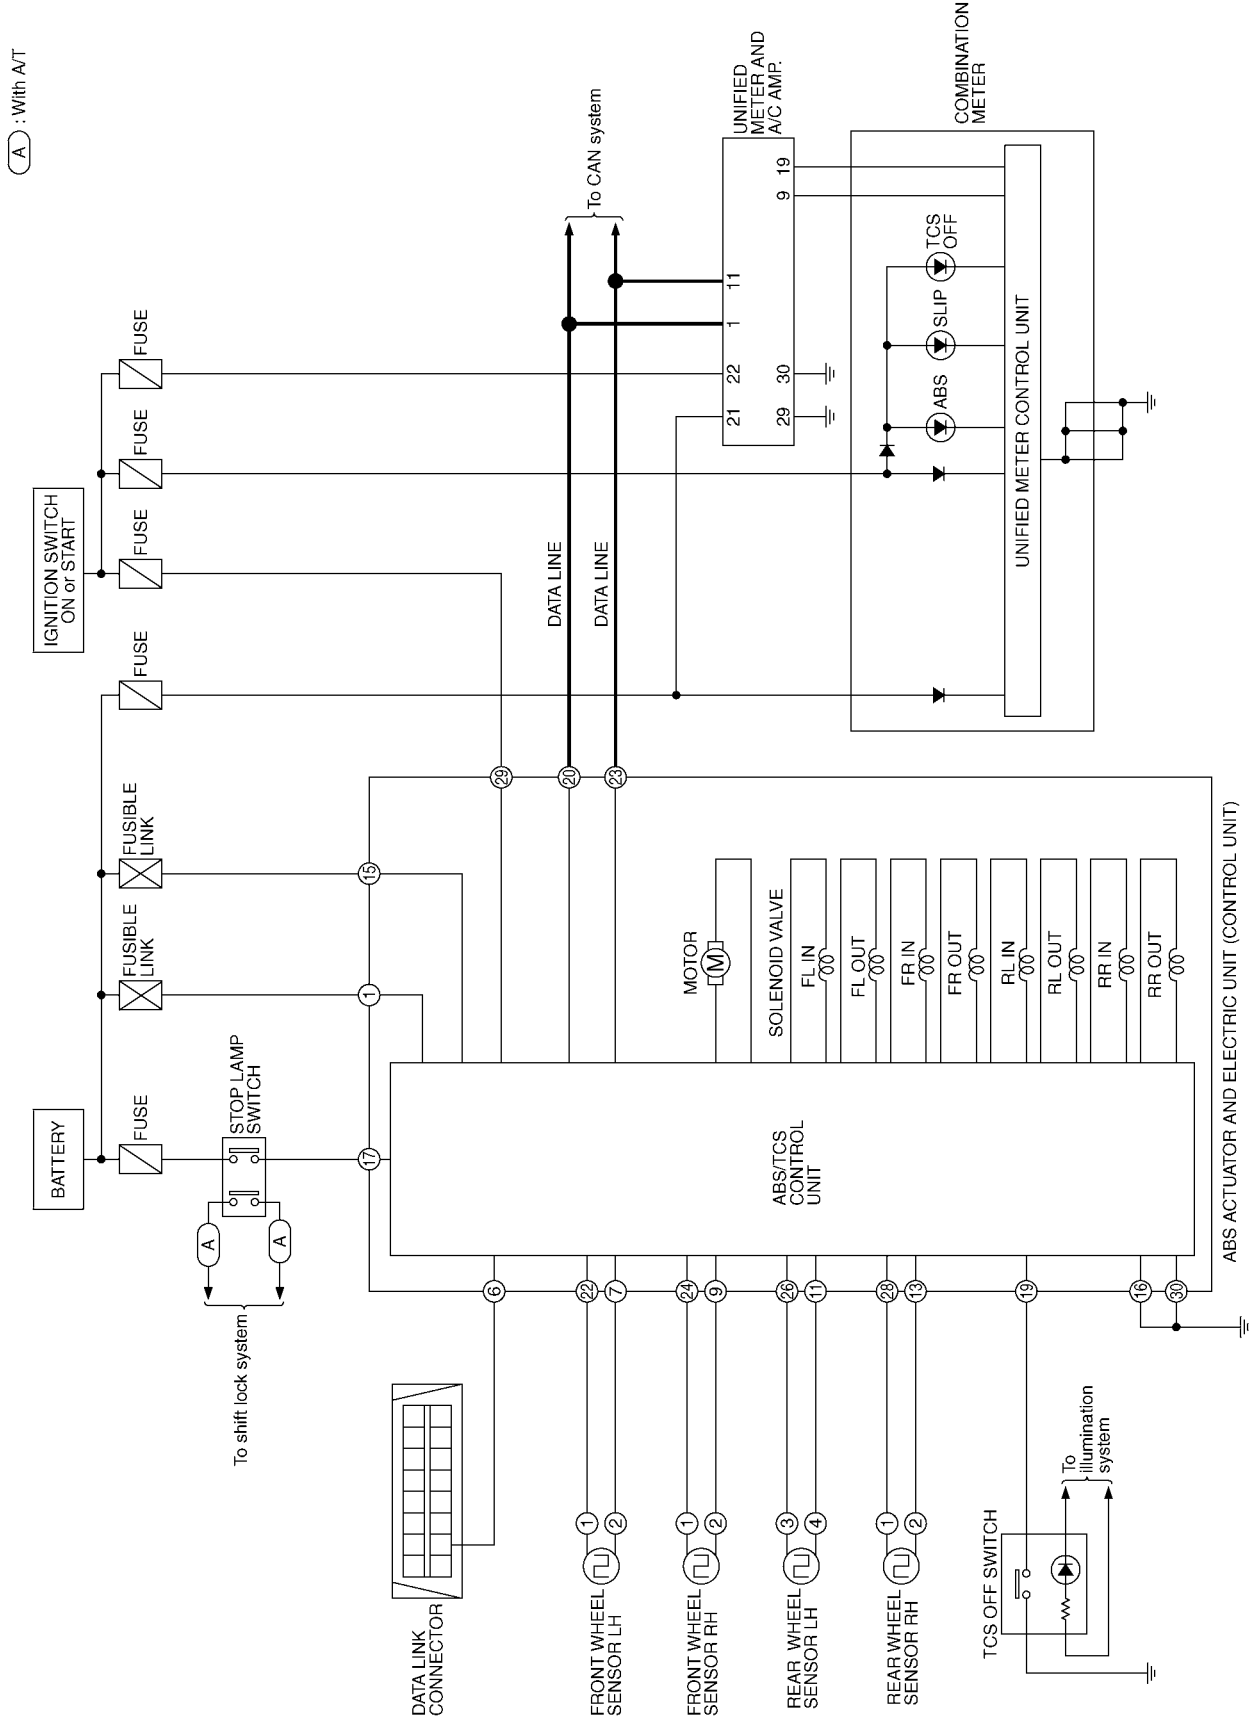 BATTERY
IGNITION SWITCH
ON or START
A : With A/T
FUSE
FUSIBLE
LINK
FUSIBLE
LINK
FUSE
FUSE
FUSE
FUSE
STOP LAMP
SWITCH
A
A
To shift lock system
17
1
15
29
20
23
DATA LINE
DATA LINE
To CAN system
21
22
1
11
29
30
9
19
UNIFIED
METER AND
A/C AMP.
COMBINATION
METER
ABS
SLIP
TCS
OFF
UNIFIED METER CONTROL UNIT
DATA LINK
CONNECTOR
6
FRONT WHEEL
SENSOR LH
1
2
22
7
FRONT WHEEL
SENSOR RH
1
2
24
9
REAR WHEEL
SENSOR LH
3
4
26
11
REAR WHEEL
SENSOR RH
1
2
28
13
TCS OFF SWITCH
19
To
illumination
system
16
30
ABS/TCS
CONTROL
UNIT
MOTOR
M
SOLENOID VALVE
FL IN
FL OUT
FR IN
FR OUT
RL IN
RL OUT
RR IN
RR OUT
ABS ACTUATOR AND ELECTRIC UNIT (CONTROL UNIT)